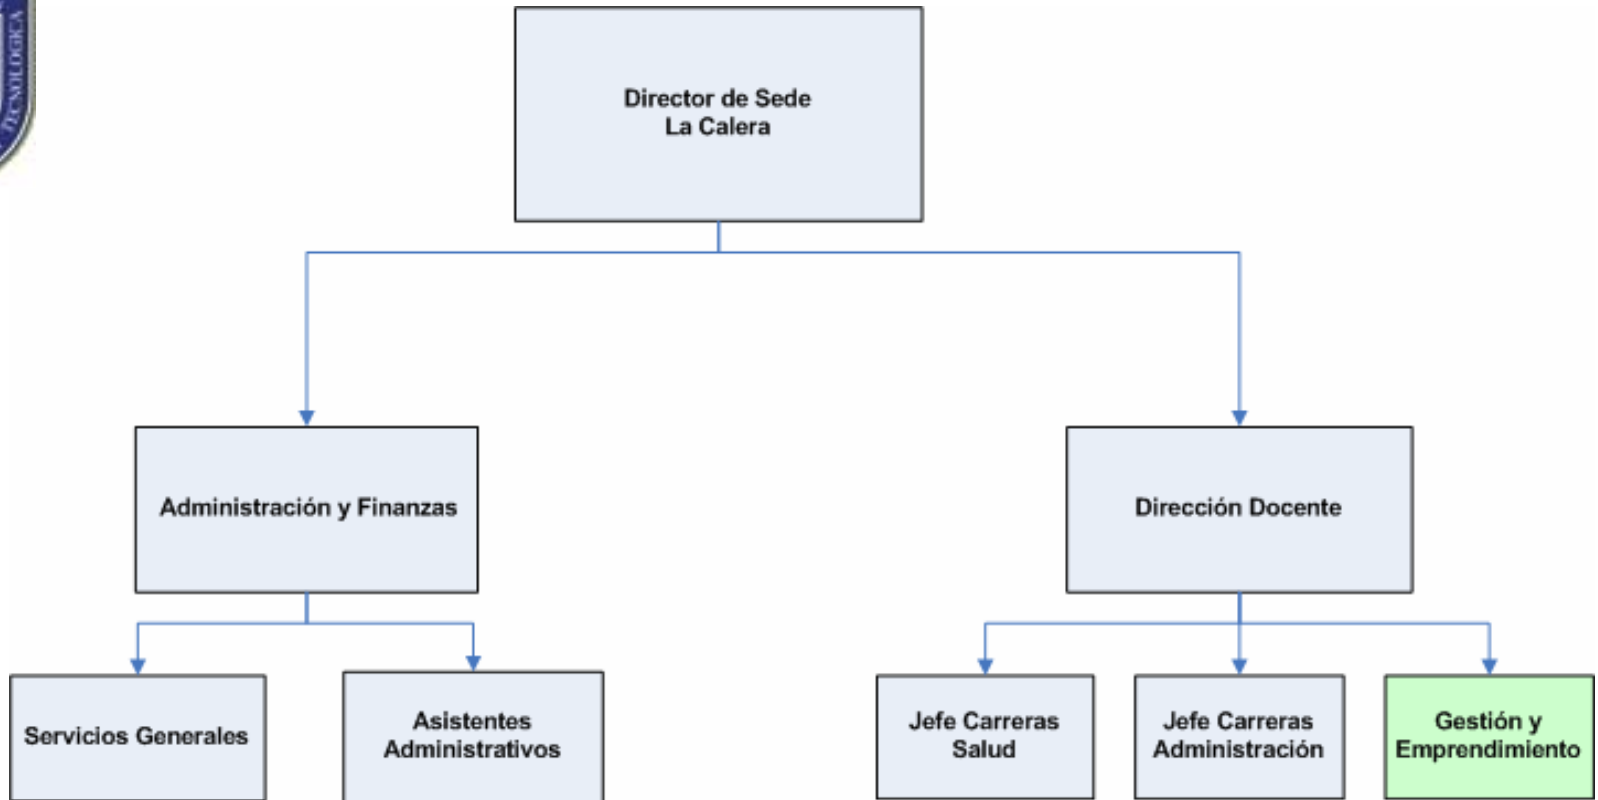 TECNOLOGICA
Director de Sede
La Calera
Administración y Finanzas
Dirección Docente
Servicios Generales
Asistentes
Administrativos
Jefe Carreras
Salud
Jefe Carreras
Administración
Gestión y
Emprendimiento